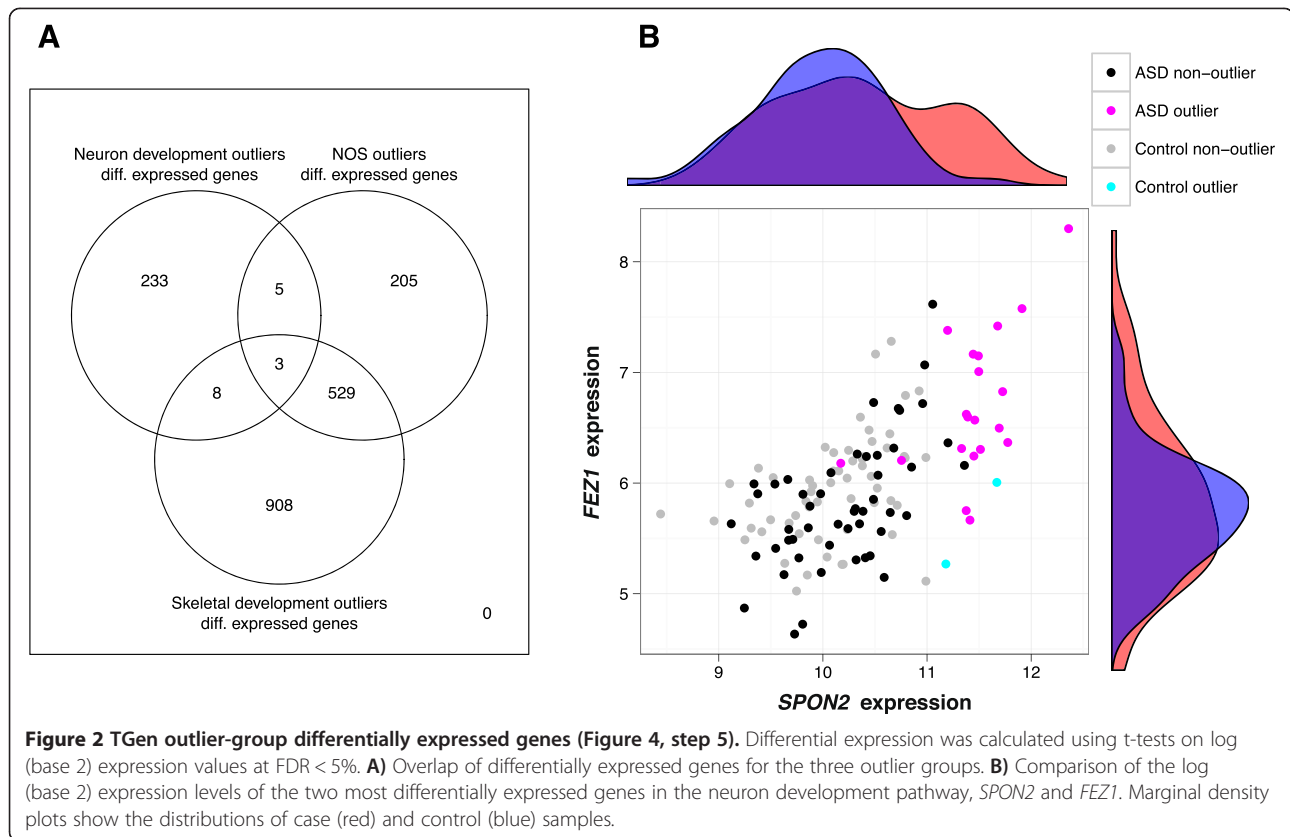 A
Neuron development outliers
diff. expressed genes
NOS outliers
diff. expressed genes
233
5
205
3
8
529
908
Skeletal development outliers
diff. expressed genes
0
B
ASD non−outlier
ASD outlier
Control non−outlier
Control outlier
8
7
6
5
FEZ1 expression
9
10
11
12
SPON2 expression
Figure 2 TGen outlier-group differentially expressed genes (Figure 4, step 5). Differential expression was calculated using t-tests on log
(base 2) expression values at FDR < 5%. A) Overlap of differentially expressed genes for the three outlier groups. B) Comparison of the log
(base 2) expression levels of the two most differentially expressed genes in the neuron development pathway, SPON2 and FEZ1. Marginal density
plots show the distributions of case (red) and control (blue) samples.